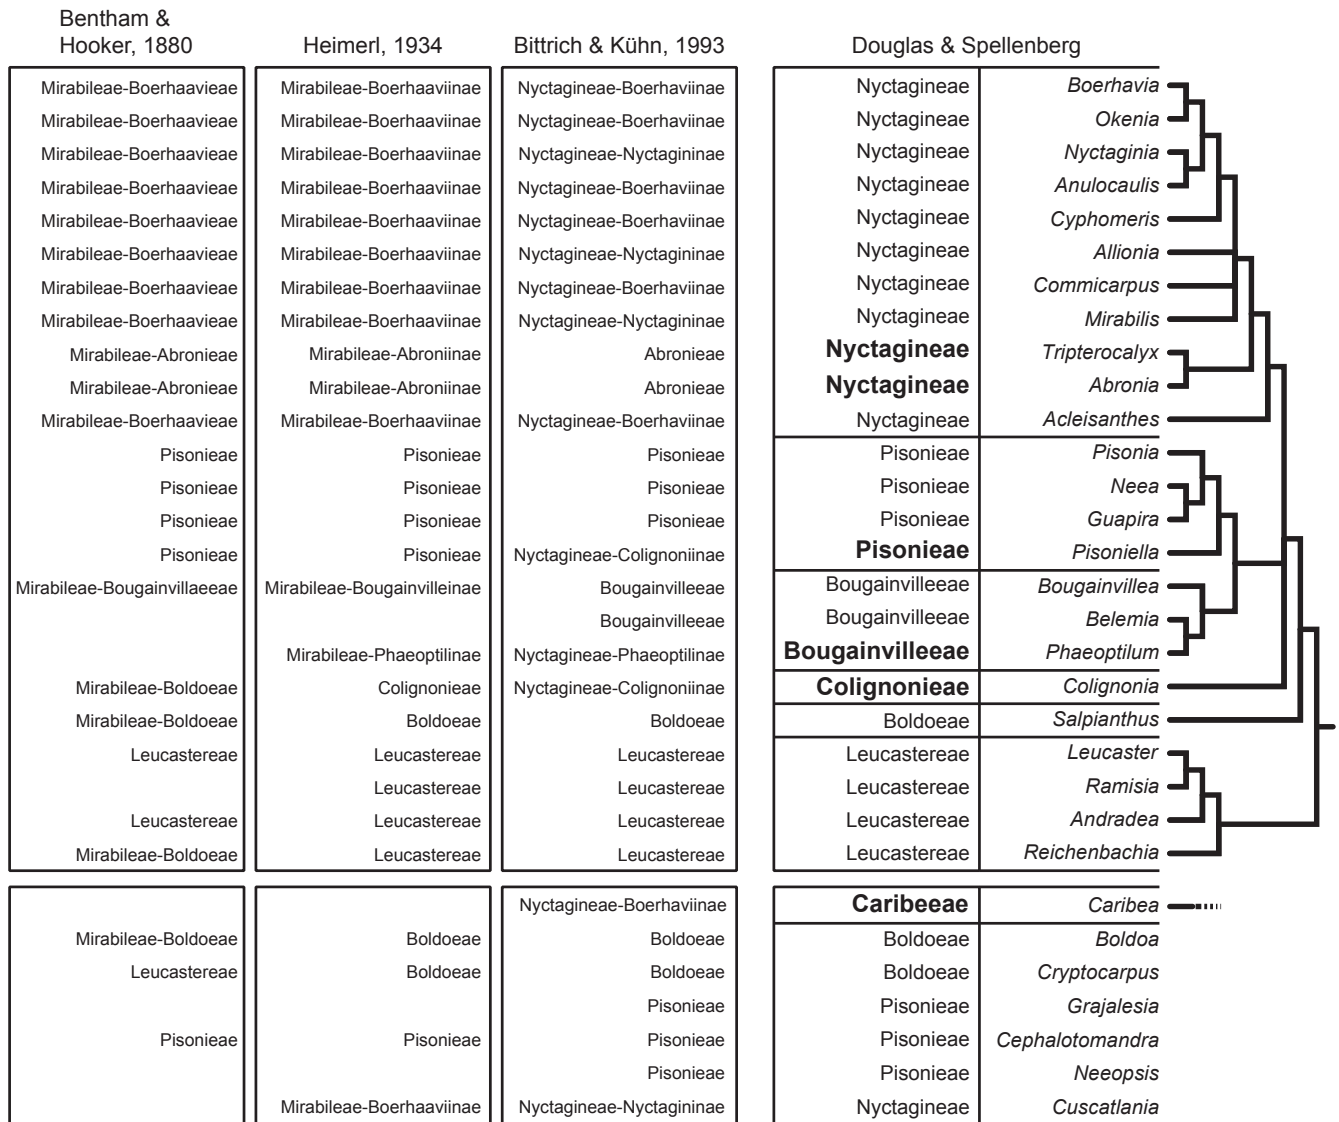 Bentham &
Hooker, 1880 Heimerl, 1934 Bittrich & Kühn, 1993 Douglas & Spellenberg
Mirabileae-Boerhaavieae Mirabileae-Boerhaaviinae Nyctagineae-Boerhaviinae Nyctagineae Boerhavia
Mirabileae-Boerhaavieae Mirabileae-Boerhaaviinae Nyctagineae-Boerhaviinae Nyctagineae Okenia
Mirabileae-Boerhaavieae Mirabileae-Boerhaaviinae Nyctagineae-Nyctagininae Nyctagineae Nyctaginia
Mirabileae-Boerhaavieae Mirabileae-Boerhaaviinae Nyctagineae-Boerhaviinae Nyctagineae Anulocaulis
Mirabileae-Boerhaavieae Mirabileae-Boerhaaviinae Nyctagineae-Boerhaviinae Nyctagineae Cyphomeris
Mirabileae-Boerhaavieae Mirabileae-Boerhaaviinae Nyctagineae-Nyctagininae Nyctagineae Allionia
Mirabileae-Boerhaavieae Mirabileae-Boerhaaviinae Nyctagineae-Boerhaviinae Nyctagineae Commicarpus
Mirabileae-Boerhaavieae Mirabileae-Boerhaaviinae Nyctagineae-Nyctagininae Nyctagineae Mirabilis
Mirabileae-Abronieae Mirabileae-Abroniinae Abronieae Nyctagineae Tripterocalyx
Mirabileae-Abronieae Mirabileae-Abroniinae Abronieae Nyctagineae Abronia
Mirabileae-Boerhaavieae Mirabileae-Boerhaaviinae Nyctagineae-Boerhaviinae Nyctagineae Acleisanthes
Pisonieae Pisonieae Pisonieae Pisonieae Pisonia
Pisonieae Pisonieae Pisonieae Pisonieae Neea
Pisonieae Pisonieae Pisonieae Pisonieae Guapira
Pisonieae Pisonieae Nyctagineae-Colignoniinae Pisonieae Pisoniella
Mirabileae-Bougainvillaeeae Mirabileae-Bougainvilleinae Bougainvilleeae Bougainvilleeae Bougainvillea
Bougainvilleeae Bougainvilleeae Belemia
Mirabileae-Phaeoptilinae Nyctagineae-Phaeoptilinae Bougainvilleeae Phaeoptilum
Mirabileae-Boldoeae Colignonieae Nyctagineae-Colignoniinae Colignonieae Colignonia
Mirabileae-Boldoeae Boldoeae Boldoeae Boldoeae Salpianthus
Leucastereae Leucastereae Leucastereae Leucastereae Leucaster
Leucastereae Leucastereae Leucastereae Ramisia
Leucastereae Leucastereae Leucastereae Leucastereae Andradea
Mirabileae-Boldoeae Leucastereae Leucastereae Leucastereae Reichenbachia
Nyctagineae-Boerhaviinae Caribeeae Caribea
Mirabileae-Boldoeae Boldoeae Boldoeae Boldoeae Boldoa
Leucastereae Boldoeae Boldoeae Boldoeae Cryptocarpus
Pisonieae Pisonieae Grajalesia
Pisonieae Pisonieae Pisonieae Pisonieae Cephalotomandra
Pisonieae Pisonieae Neeopsis
Mirabileae-Boerhaaviinae Nyctagineae-Nyctagininae Nyctagineae Cuscatlania